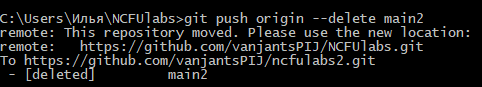 C:\Users\Илья\NCFUlabs>git push origin --delete main2
remote: This repository moved. Please use the new location:
remote:   https://github.com/vanjantsPIJ/NCFUlabs.git
To https://github.com/vanjantsPIJ/ncfulabs2.git
 - [deleted]         main2